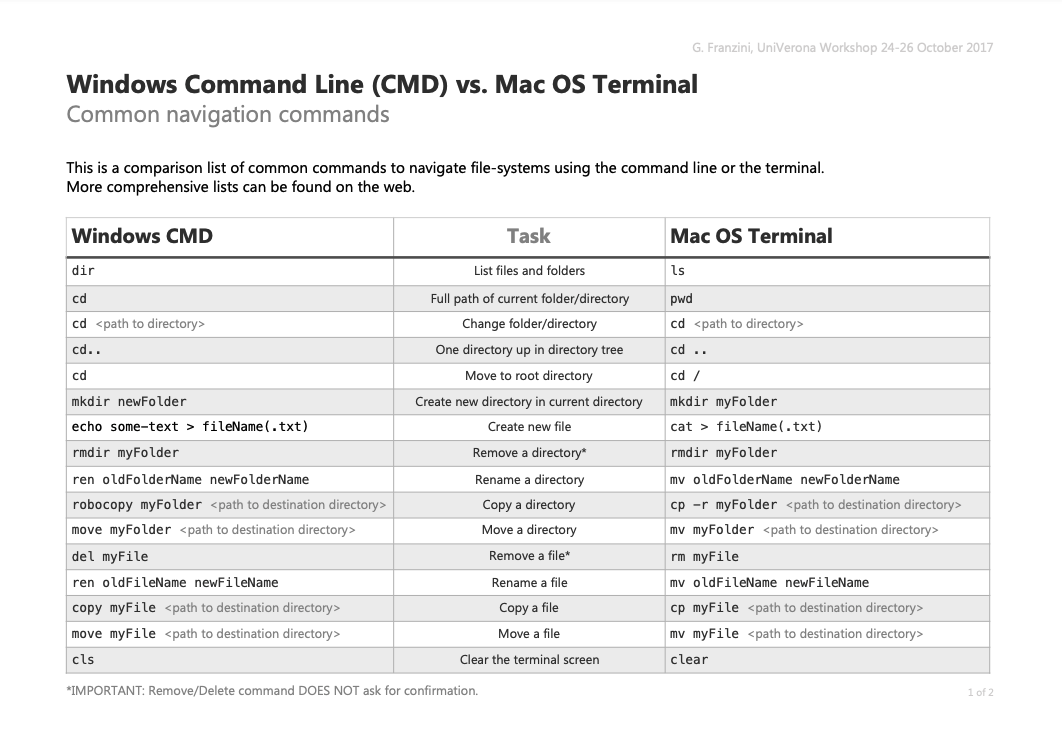 G. Franzini, UniVerona Workshop 24-26 October 2017
Windows Command Line (CMD) vs. Mac OS Terminal
Common navigation commands
This is a comparison list of common commands to navigate file-systems using the command line or the terminal.
More comprehensive lists can be found on the web.
Windows CMD Task Mac OS Terminal
dir List files and folders ls
cd Full path of current folder/directory pwd
cd <path to directory> Change folder/directory cd <path to directory>
cd.. One directory up in directory tree cd ..
cd Move to root directory cd /
mkdir newFolder Create new directory in current directory mkdir myFolder
echo some-text > fileName(.txt) Create new file cat > fileName(.txt)
rmdir myFolder Remove a directory* rmdir myFolder
ren oldFolderName newFolderName Rename a directory mv oldFolderName newFolderName
robocopy myFolder <path to destination directory> Copy a directory cp -r myFolder <path to destination directory>
move myFolder <path to destination directory> Move a directory mv myFolder <path to destination directory>
del myFile Remove a file* rm myFile
ren oldFileName newFileName Rename a file mv oldFileName newFileName
copy myFile <path to destination directory> Copy a file cp myFile <path to destination directory>
move myFile <path to destination directory> Move a file mv myFile <path to destination directory>
cls Clear the terminal screen clear
*IMPORTANT: Remove/Delete command DOES NOT ask for confirmation.
1 of 2